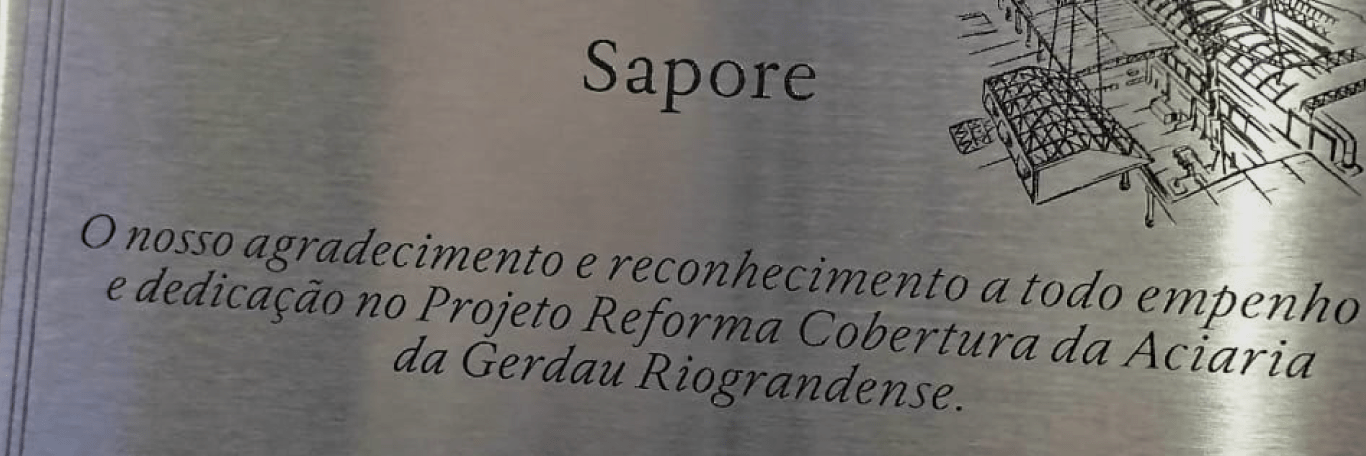 Sapore
O nosso agradecimento e reconhecimento a todo empenho
e dedicação no Projeto Reforma Cobertura da Aciaria
da Gerdau Riograndense.